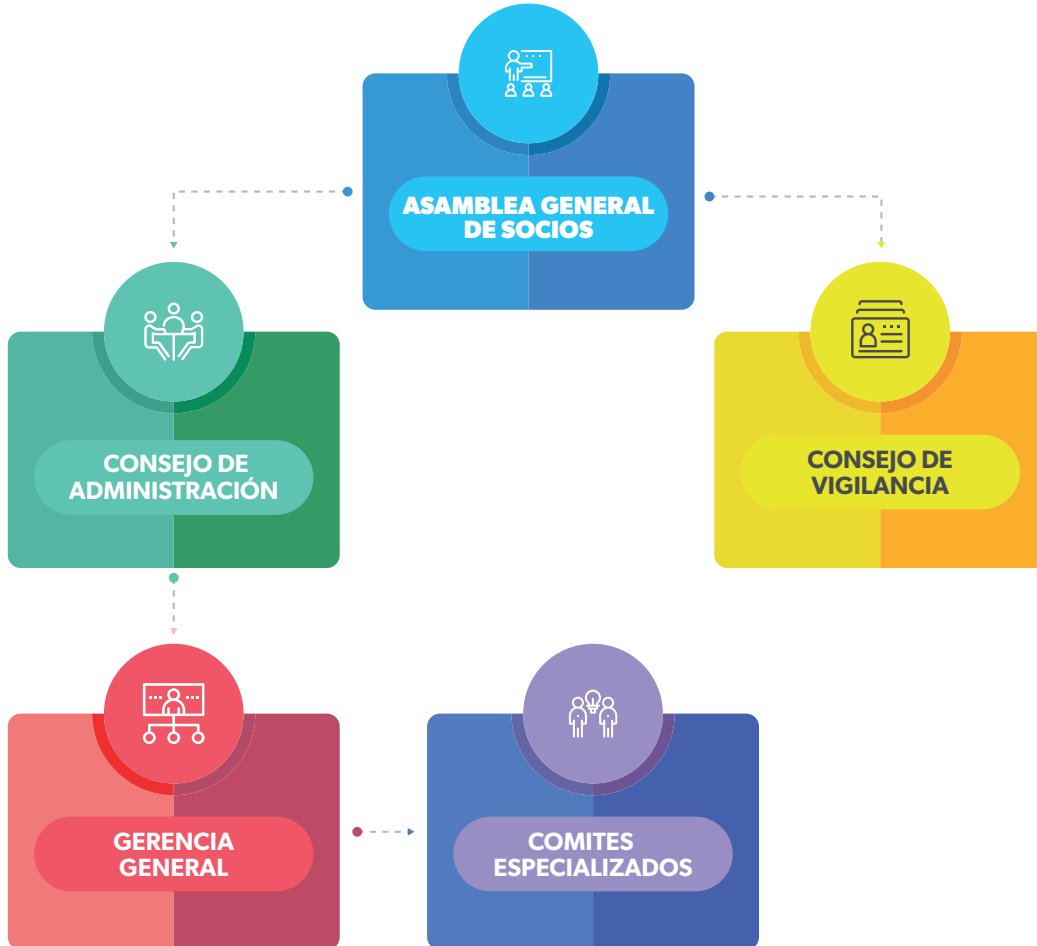 ASAMBLEA GENERAL
DE SOCIOS
CONSEJO DE
ADMINISTRACIÓN
CONSEJO DE
VIGILANCIA
GERENCIA
GENERAL
COMITES
ESPECIALIZADOS